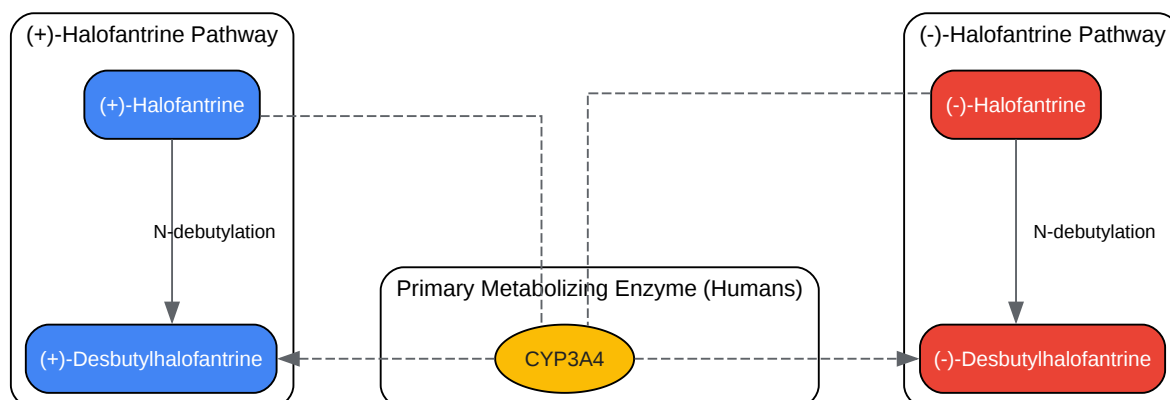 (+)-Halofantrine Pathway
(+)-Halofantrine
N-debutylation
(+)-Desbutylhalofantrine
Primary Metabolizing Enzyme (Humans)
CYP3A4
(-)-Halofantrine Pathway
(-)-Halofantrine
N-debutylation
(-)-Desbutylhalofantrine